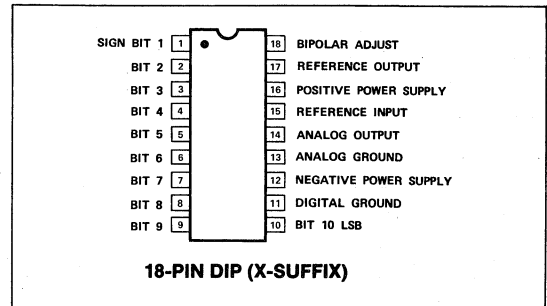 SIGN BIT 1 1 18 BIPOLAR ADJUST
BIT 2 2 17 REFERENCE OUTPUT
BIT 3 3 16 POSITIVE POWER SUPPLY
BIT 4 4 15 REFERENCE INPUT
BIT 5 5 14 ANALOG OUTPUT
BIT 6 6 13 ANALOG GROUND
BIT 7 7 12 NEGATIVE POWER SUPPLY
BIT 8 8 11 DIGITAL GROUND
BIT 9 9 10 BIT 10 LSB
18-PIN DIP (X-SUFFIX)